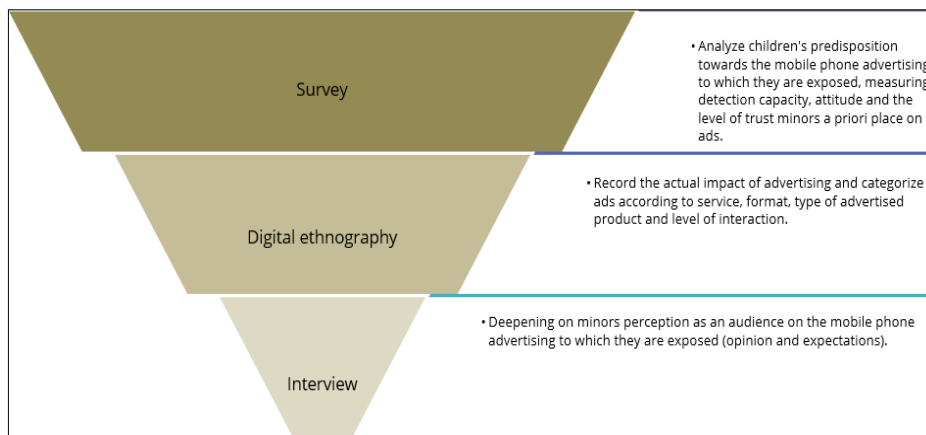 Survey
• Analyze children's predisposition
towards the mobile phone advertising
to which they are exposed, measuring
detection capacity, attitude and the
level of trust minors a priori place on
ads.
Digital ethnography
• Record the actual impact of advertising and categorize
ads according to service, format, type of advertised
product and level of interaction.
Interview
• Deepening on minors perception as an audience on the mobile phone
advertising to which they are exposed (opinion and expectations).